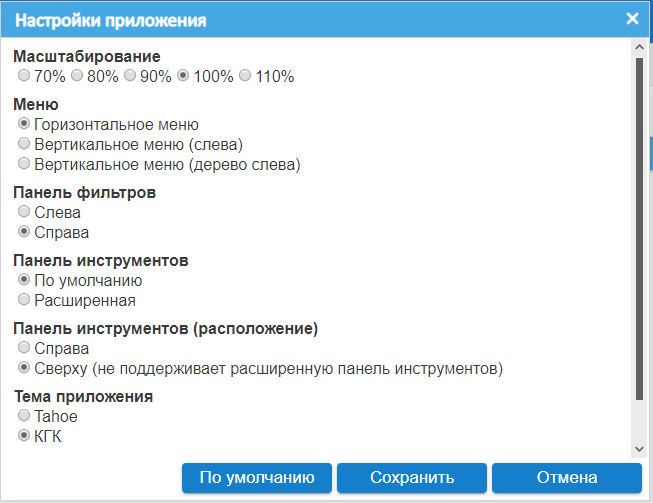 Настройки приложения
Масштабирование
70% 80% 90% 100% 110%
Меню
Горизонтальное меню
Вертикальное меню (слева)
Вертикальное меню (дерево слева)
Панель фильтров
Слева
Справа
Панель инструментов
По умолчанию
Расширенная
Панель инструментов (расположение)
Справа
Сверху (не поддерживает расширенную панель инструментов)
Тема приложения
Tahoe
КГК
По умолчанию Сохранить Отмена